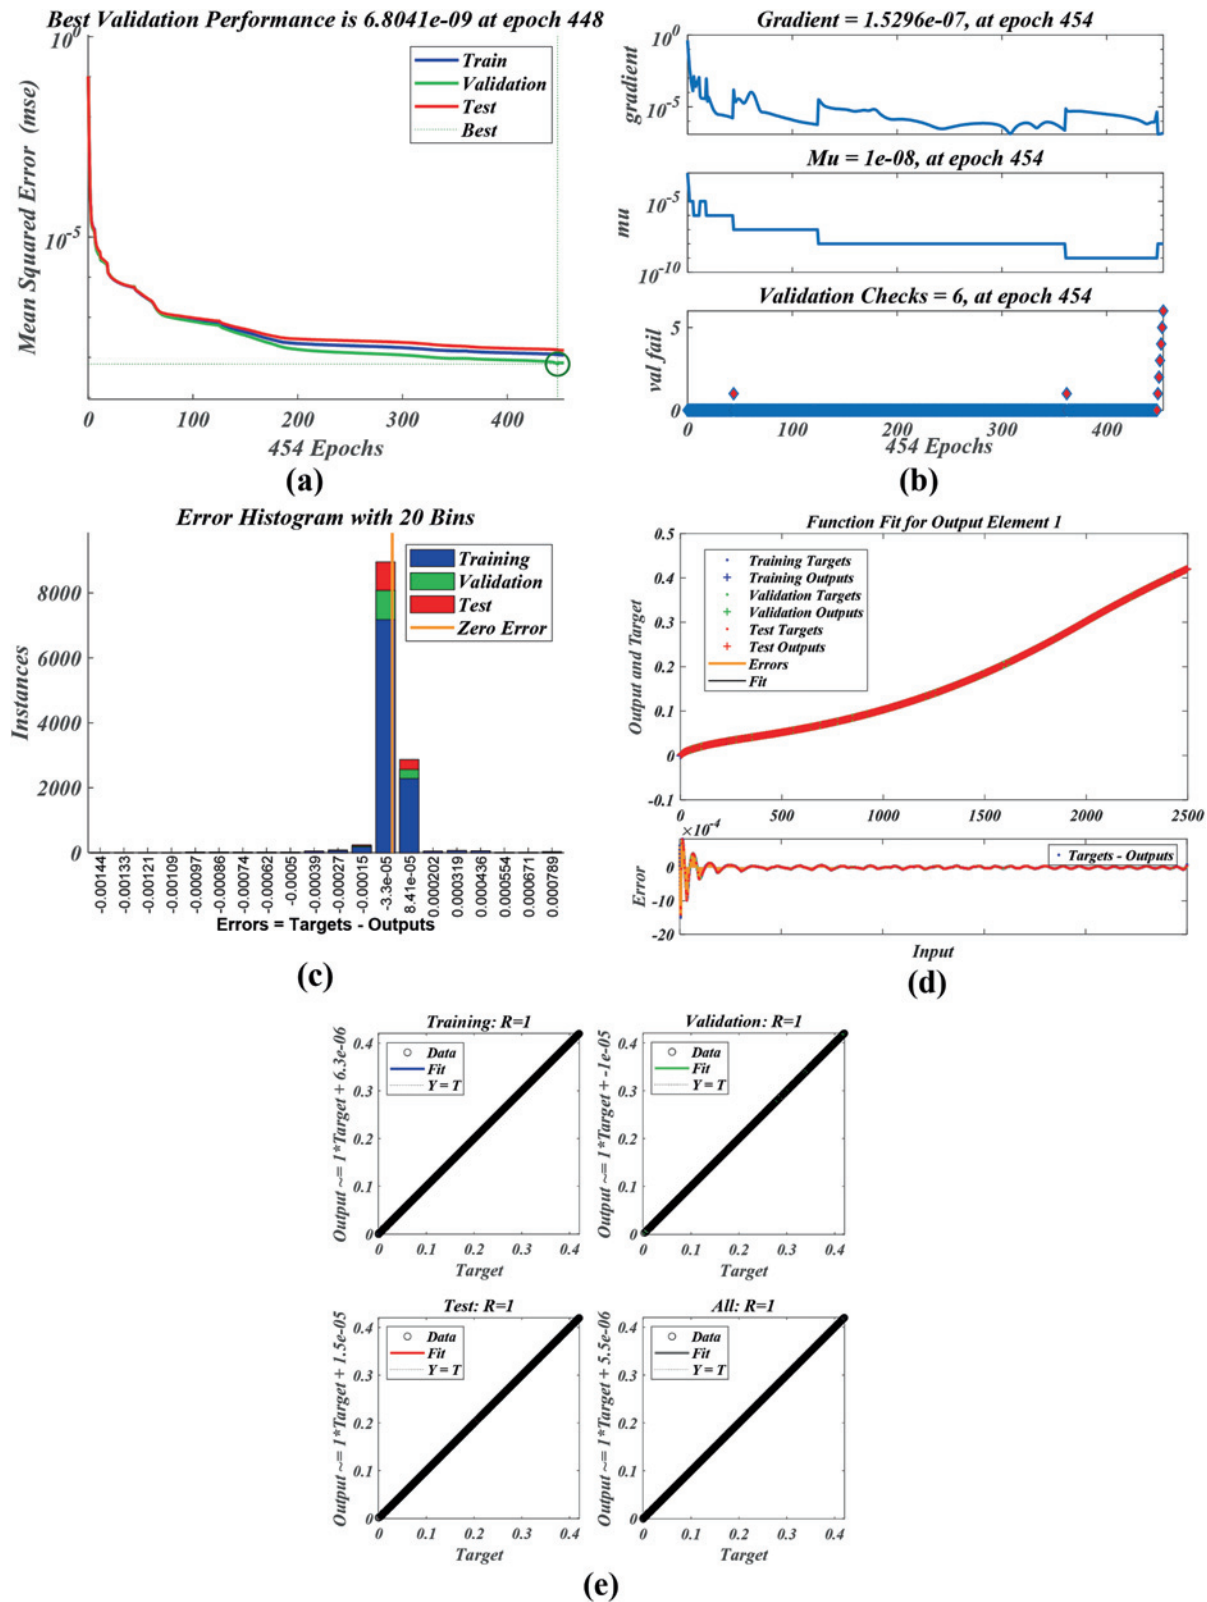 Best Validation Performance is 6.8041e-09 at epoch 448
10^0
10^-5
Mean Squared Error (mse)
Train
Validation
Test
Best
0 100 200 300 400
454 Epochs
(a)
Gradient = 1.5296e-07, at epoch 454
10^0
10^-5
gradient
Mu = 1e-08, at epoch 454
10^-5
10^-10
mu
0 100 200 300 400
Validation Checks = 6, at epoch 454
5
0
val fail
0 100 200 300 400
454 Epochs
(b)
Error Histogram with 20 Bins
8000
6000
4000
2000
0
Instances
Training
Validation
Test
Zero Error
-0.00144
-0.00133
-0.00121
-0.00109
-0.00097
-0.00086
-0.00074
-0.00062
-0.0005
-0.00039
-0.00027
-0.00015
-3.3e-05
8.41e-05
0.000202
0.000319
0.000436
0.000554
0.000671
0.000789
Errors = Targets - Outputs
(c)
Function Fit for Output Element 1
0.5
0.4
0.3
0.2
0.1
0
-0.1
Output and Target
Training Targets
Training Outputs
Validation Targets
Validation Outputs
Test Targets
Test Outputs
Errors
Fit
0 500 1000 1500 2000 2500
×10^-4
0
-10
-20
Error
Targets - Outputs
Input
(d)
Training: R=1
Output ~= 1*Target + 6.3e-06
0.4
0.3
0.2
0.1
0
Data
Fit
Y = T
0 0.1 0.2 0.3 0.4
Target
Validation: R=1
Output ~= 1*Target + -1e-05
0.4
0.3
0.2
0.1
0
Data
Fit
Y = T
0 0.1 0.2 0.3 0.4
Target
Test: R=1
Output ~= 1*Target + 1.5e-05
0.4
0.3
0.2
0.1
0
Data
Fit
Y = T
0 0.1 0.2 0.3 0.4
Target
All: R=1
Output ~= 1*Target + 5.5e-06
0.4
0.3
0.2
0.1
0
Data
Fit
Y = T
0 0.1 0.2 0.3 0.4
Target
(e)